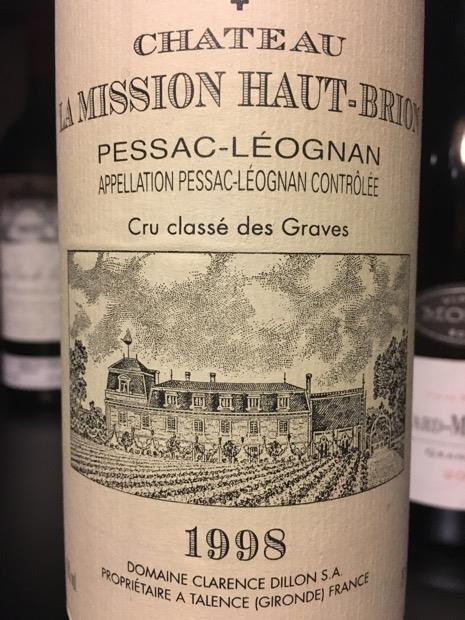 CHATEAU
LA MISSION HAUT-BRION
PESSAC-LÉOGNAN
APPELLATION PESSAC-LÉOGNAN CONTRÔLÉE
Cru classé des Graves
1998
DOMAINE CLARENCE DILLON S.A.
PROPRIÉTAIRE A TALENCE (GIRONDE) FRANCE